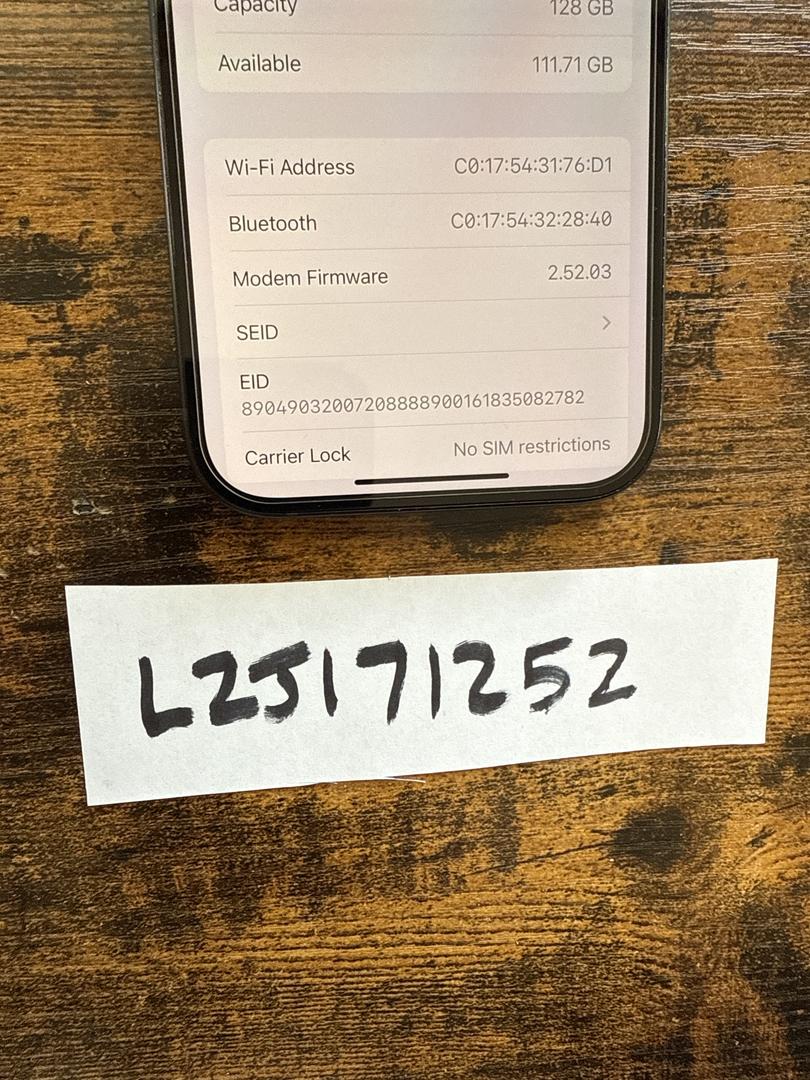 Capacity 128 GB
Available 111.71 GB
Wi-Fi Address C0:17:54:31:76:D1
Bluetooth C0:17:54:32:28:40
Modem Firmware 2.52.03
SEID
EID
89049032007208888900161835082782
Carrier Lock No SIM restrictions
L2J171252